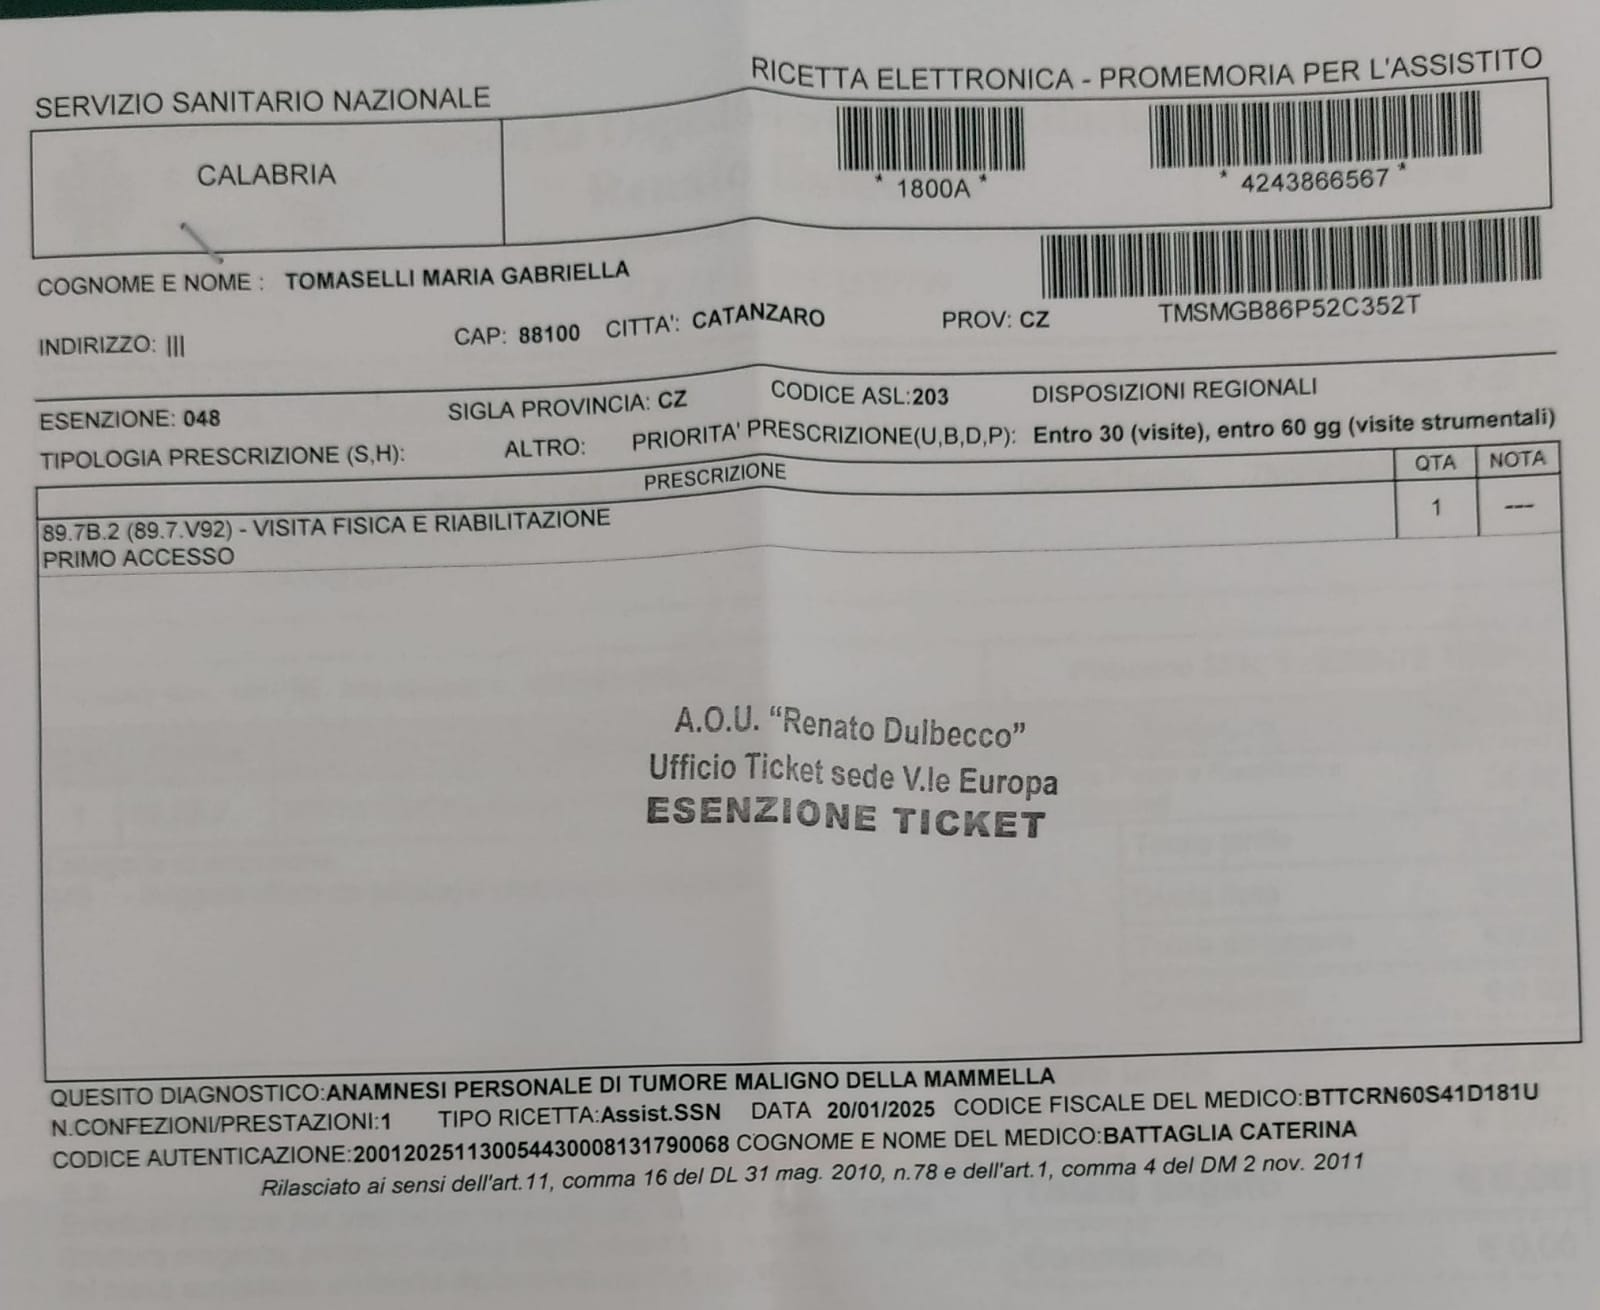 SERVIZIO SANITARIO NAZIONALE
RICETTA ELETTRONICA - PROMEMORIA PER L'ASSISTITO
CALABRIA
* 1800A *
* 4243866567 *
COGNOME E NOME : TOMASELLI MARIA GABRIELLA
TMSMGB86P52C352T
INDIRIZZO: ||| CAP: 88100 CITTA': CATANZARO PROV: CZ
ESENZIONE: 048 SIGLA PROVINCIA: CZ CODICE ASL:203 DISPOSIZIONI REGIONALI
TIPOLOGIA PRESCRIZIONE (S,H): ALTRO: PRIORITA' PRESCRIZIONE(U,B,D,P): Entro 30 (visite), entro 60 gg (visite strumentali)
PRESCRIZIONE QTA NOTA
89.7B.2 (89.7.V92) - VISITA FISICA E RIABILITAZIONE 1 ---
PRIMO ACCESSO
A.O.U. “Renato Dulbecco”
Ufficio Ticket sede V.le Europa
ESENZIONE TICKET
QUESITO DIAGNOSTICO:ANAMNESI PERSONALE DI TUMORE MALIGNO DELLA MAMMELLA
N.CONFEZIONI/PRESTAZIONI:1 TIPO RICETTA:Assist.SSN DATA 20/01/2025 CODICE FISCALE DEL MEDICO:BTTCRN60S41D181U
CODICE AUTENTICAZIONE:200120251130054430008131790068 COGNOME E NOME DEL MEDICO:BATTAGLIA CATERINA
Rilasciato ai sensi dell'art.11, comma 16 del DL 31 mag. 2010, n.78 e dell'art.1, comma 4 del DM 2 nov. 2011